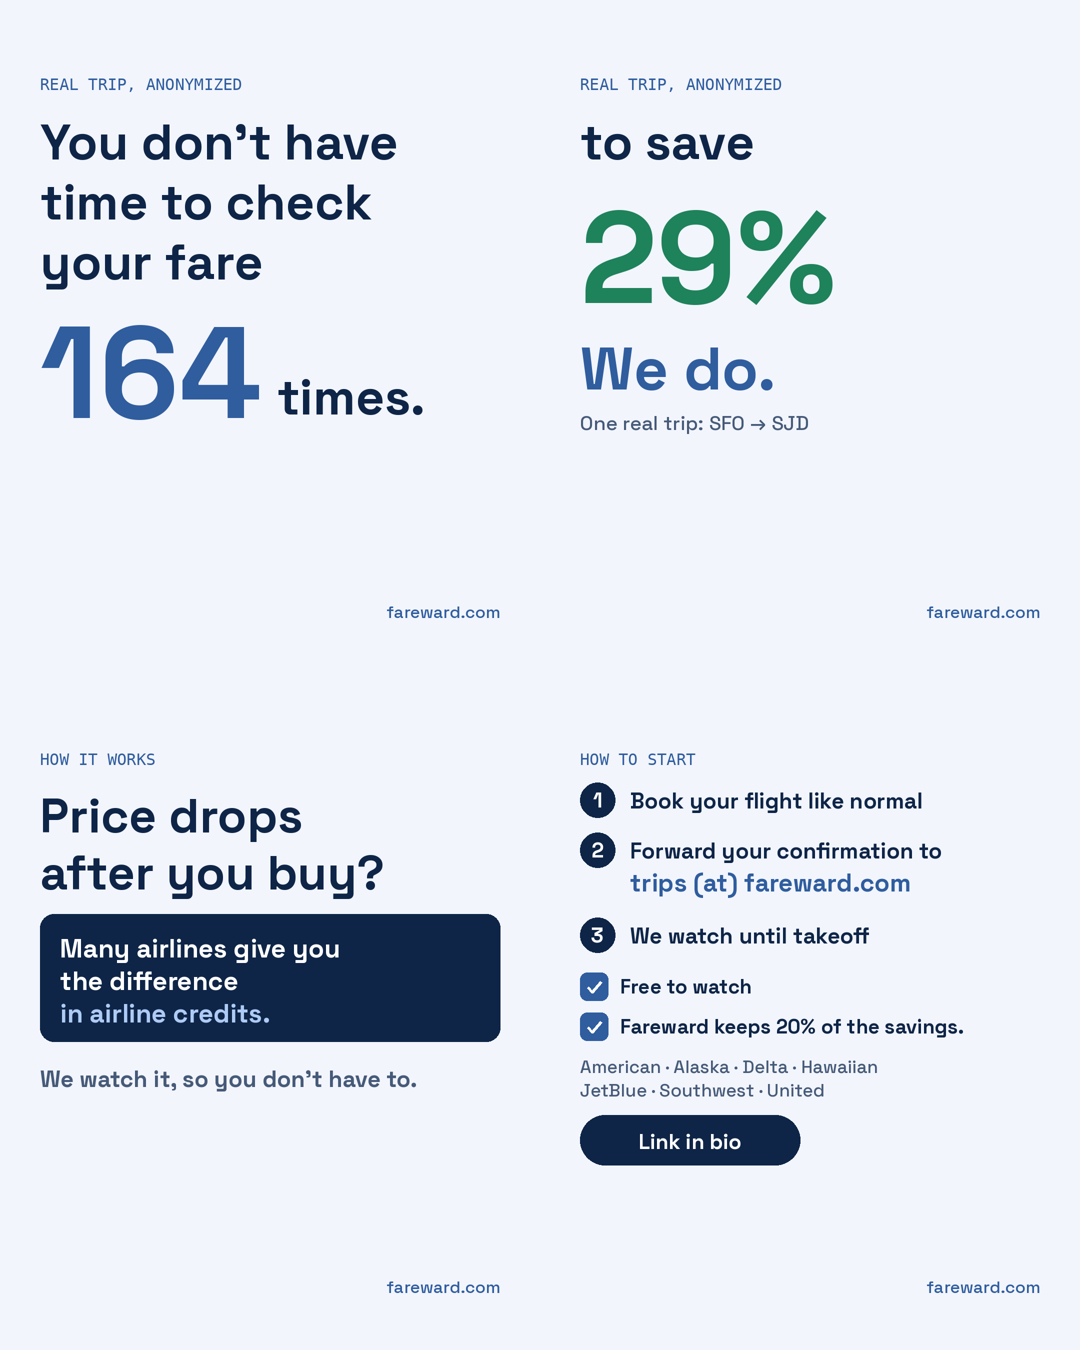 REAL TRIP, ANONYMIZED
You don’t have
time to check
your fare
164 times.
fareward.com
REAL TRIP, ANONYMIZED
to save
29%
We do.
One real trip: SFO → SJD
fareward.com
HOW IT WORKS
Price drops
after you buy?
Many airlines give you
the difference
in airline credits.
We watch it, so you don’t have to.
fareward.com
HOW TO START
1 Book your flight like normal
2 Forward your confirmation to
trips (at) fareward.com
3 We watch until takeoff
Free to watch
Fareward keeps 20% of the savings.
American · Alaska · Delta · Hawaiian
JetBlue · Southwest · United
Link in bio
fareward.com